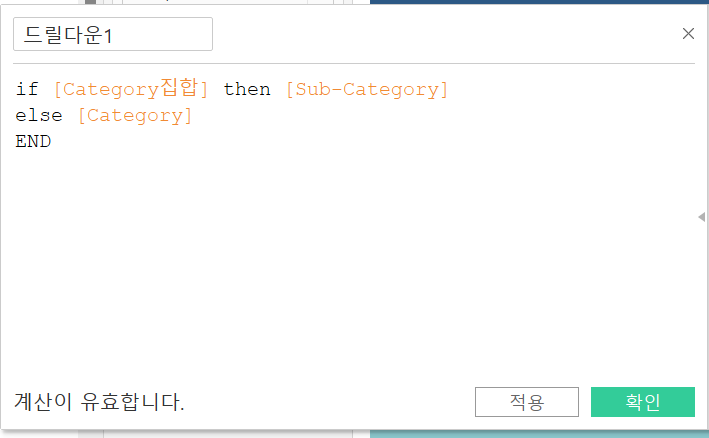 드릴다운1
if [Category집합] then [Sub-Category]
else [Category]
END
계산이 유효합니다.
적용
확인